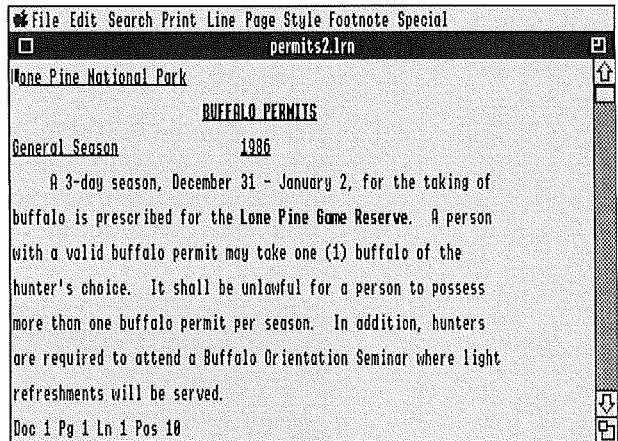 File Edit Search Print Line Page Style Footnote Special
permits2.lrn
Lone Pine National Park
BUFFALO PERMITS
General Season 1986
A 3-day season, December 31 - January 2, for the taking of
buffalo is prescribed for the Lone Pine Game Reserve. A person
with a valid buffalo permit may take one (1) buffalo of the
hunter's choice. It shall be unlawful for a person to possess
more than one buffalo permit per season. In addition, hunters
are required to attend a Buffalo Orientation Seminar where light
refreshments will be served.
Doc 1 Pg 1 Ln 1 Pos 10